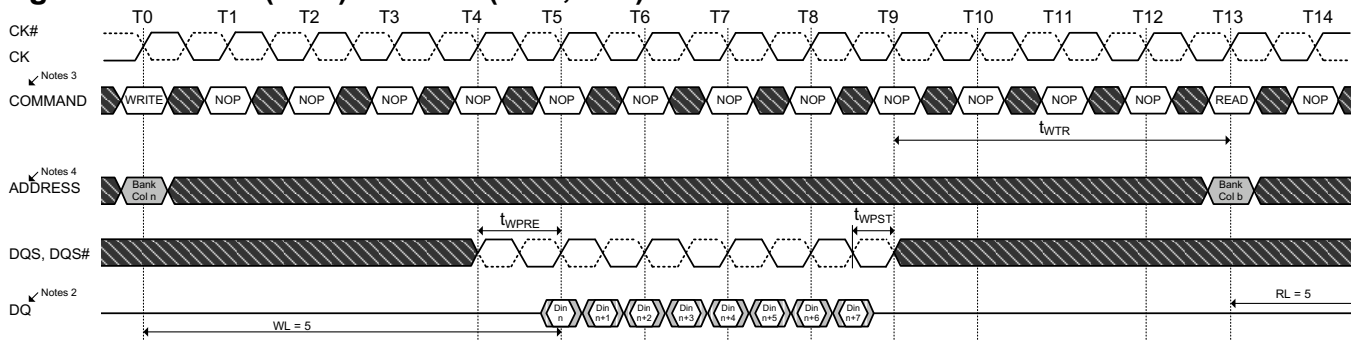 T0 T1 T2 T3 T4 T5 T6 T7 T8 T9 T10 T11 T12 T13 T14
CK#
CK
Notes 3
COMMAND WRITE NOP NOP NOP NOP NOP NOP NOP NOP NOP NOP NOP NOP READ NOP
tWTR
Notes 4
ADDRESS
Bank
Col n
Bank
Col b
tWPRE
tWPST
DQS, DQS#
Notes 2
DQ
Din
n
Din
n+1
Din
n+2
Din
n+3
Din
n+4
Din
n+5
Din
n+6
Din
n+7
RL = 5
WL = 5